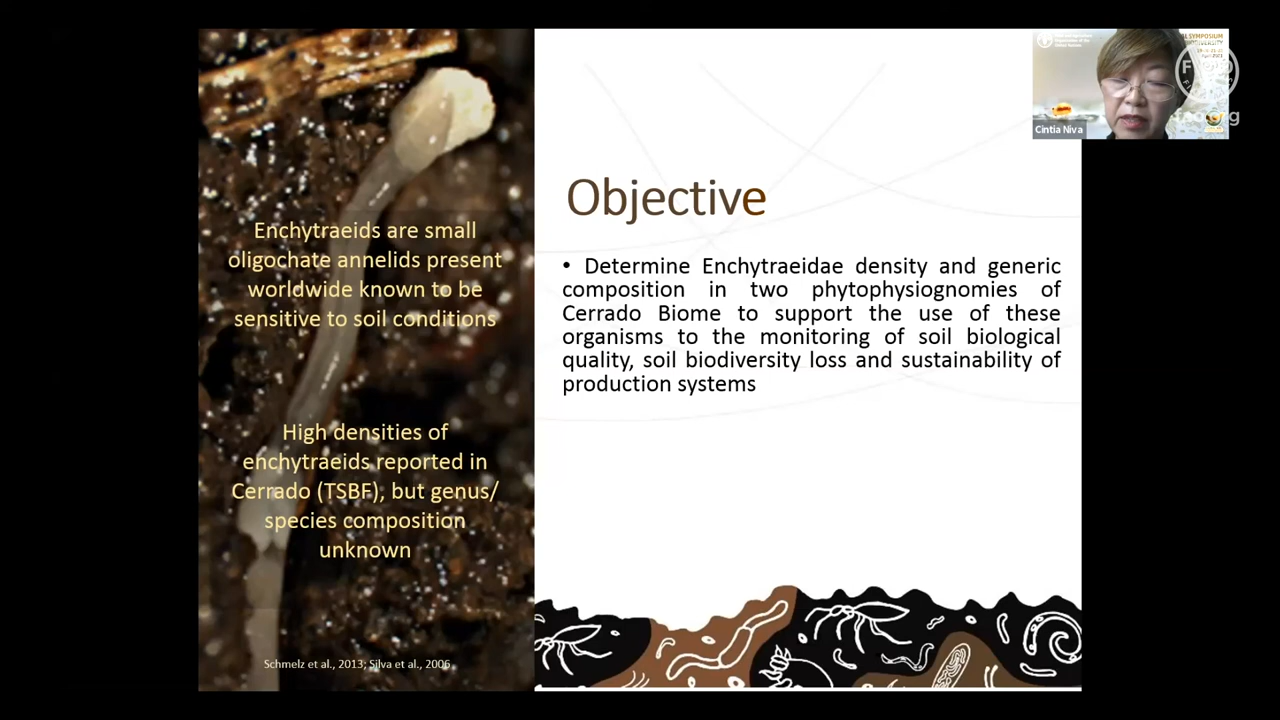 Enchytraeids are small
oligochate annelids present
worldwide known to be
sensitive to soil conditions
High densities of
enchytraeids reported in
Cerrado (TSBF), but genus/
species composition
unknown
Schmelz et al., 2013; Silva et al., 2006
Objective
• Determine Enchytraeidae density and generic
composition in two phytophysiognomies of
Cerrado Biome to support the use of these
organisms to the monitoring of soil biological
quality, soil biodiversity loss and sustainability of
production systems
Cintia Niva
fao.org